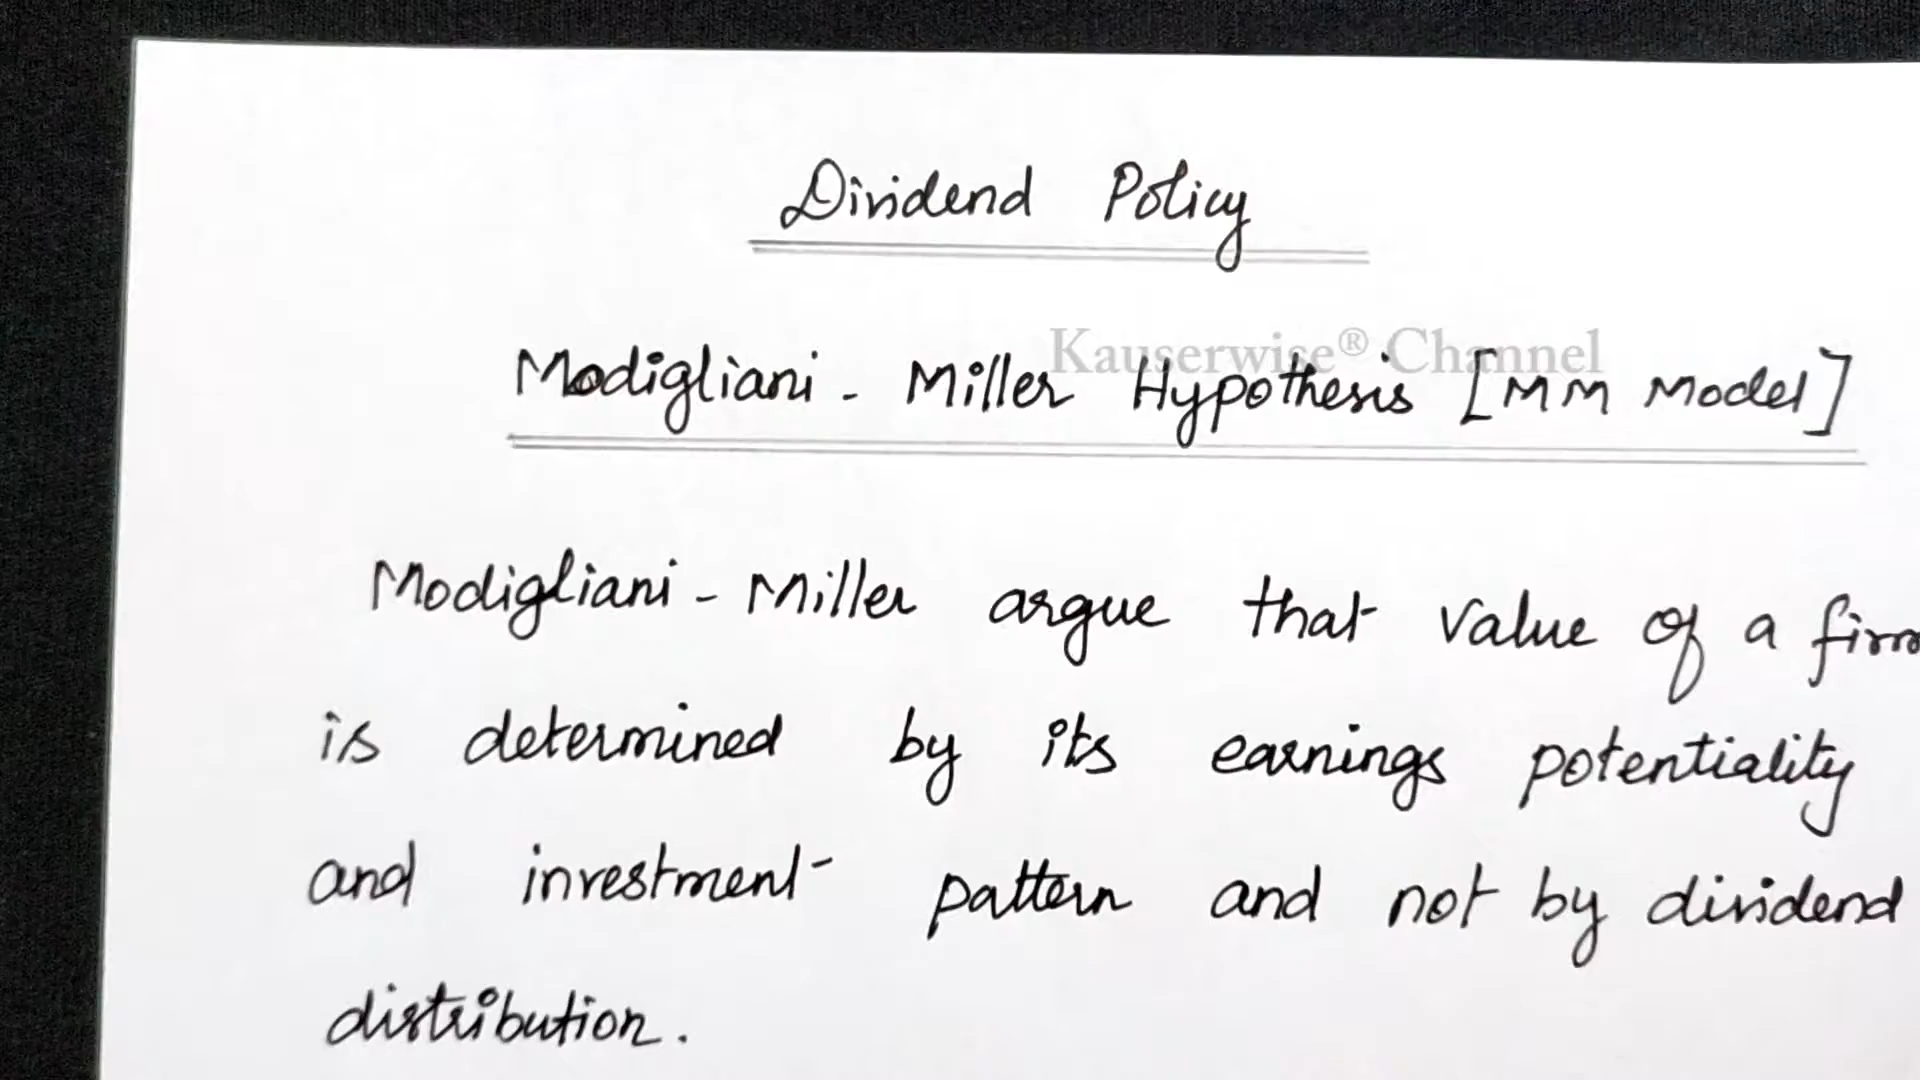 Dividend Policy
Kauserwise® Channel
Modigliani - Miller Hypothesis [MM Model]
Modigliani - Miller argue that value of a firm
is determined by its earnings potentiality
and investment pattern and not by dividend
distribution.